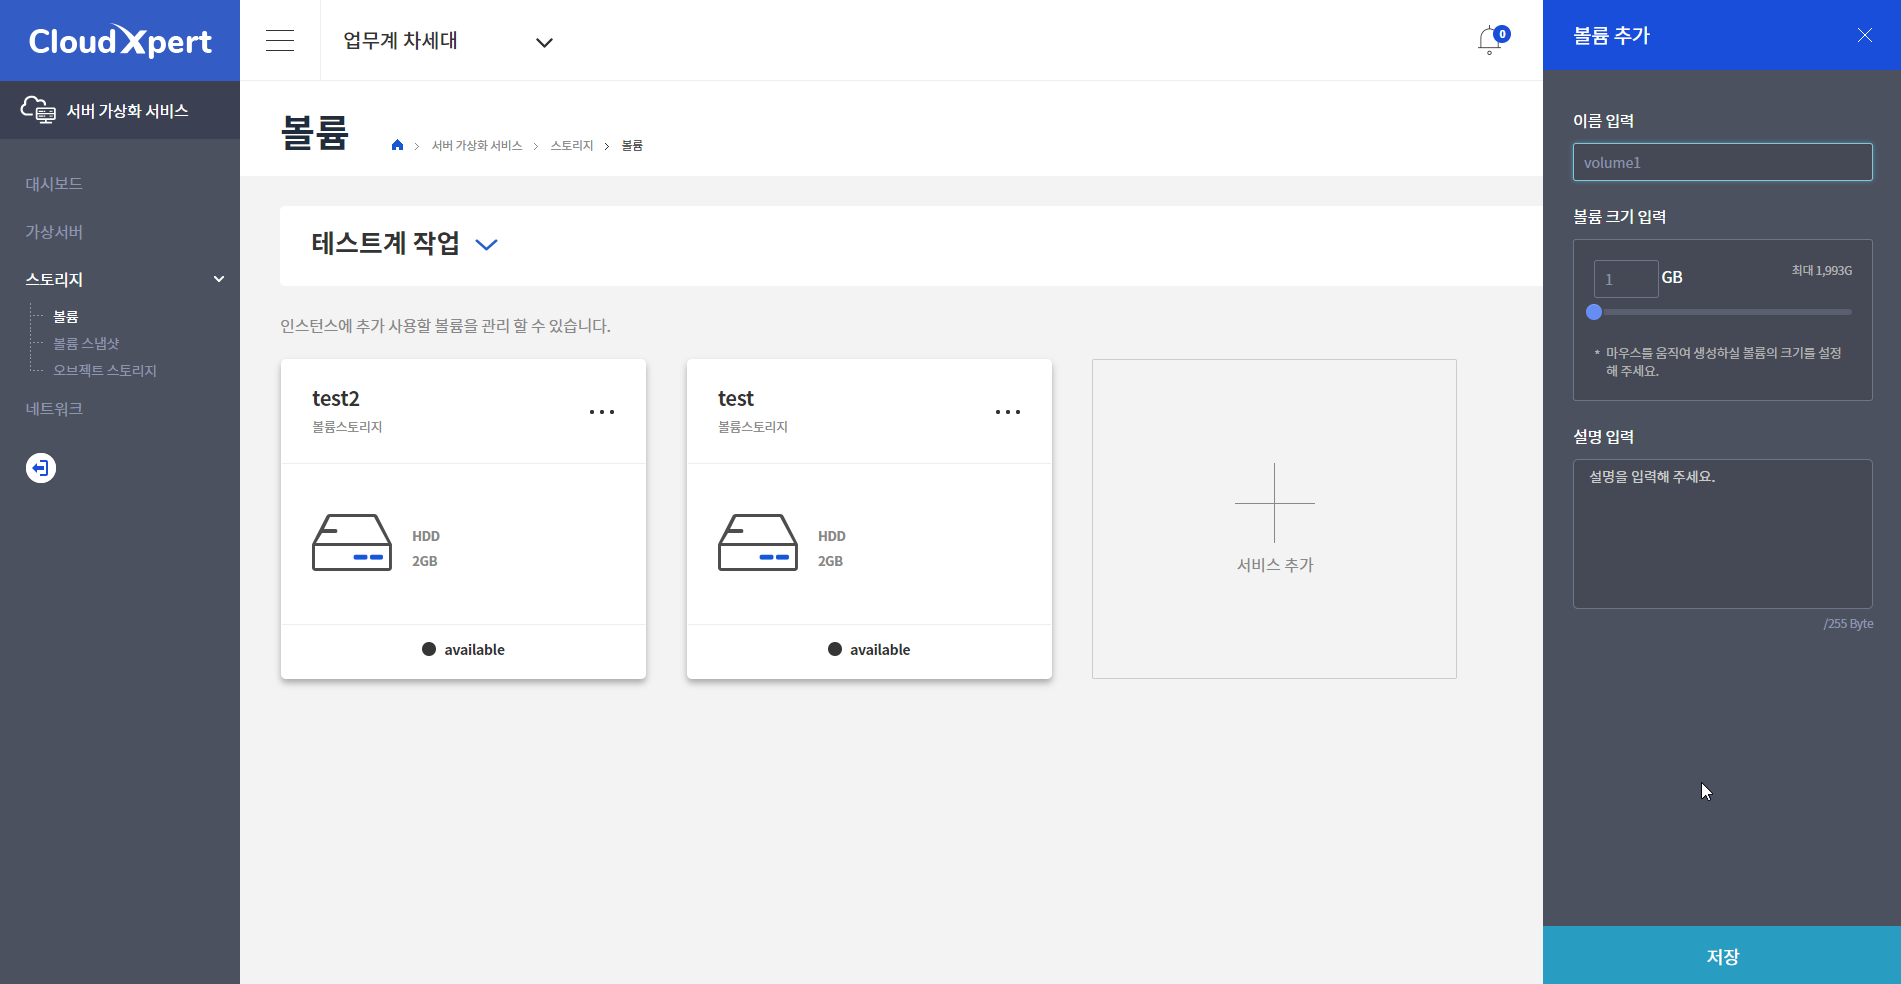 CloudXpert
서버 가상화 서비스
대시보드
가상서버
스토리지
볼륨
볼륨 스냅샷
오브젝트 스토리지
네트워크
업무계 차세대
0
볼륨
서버 가상화 서비스
스토리지
볼륨
테스트계 작업
인스턴스에 추가 사용할 볼륨을 관리 할 수 있습니다.
test2
볼륨스토리지
HDD
2GB
available
test
볼륨스토리지
HDD
2GB
available
서비스 추가
볼륨 추가
이름 입력
volume1
볼륨 크기 입력
1 GB 최대 1,993G
* 마우스를 움직여 생성하실 볼륨의 크기를 설정
해 주세요.
설명 입력
설명을 입력해 주세요.
/255 Byte
저장